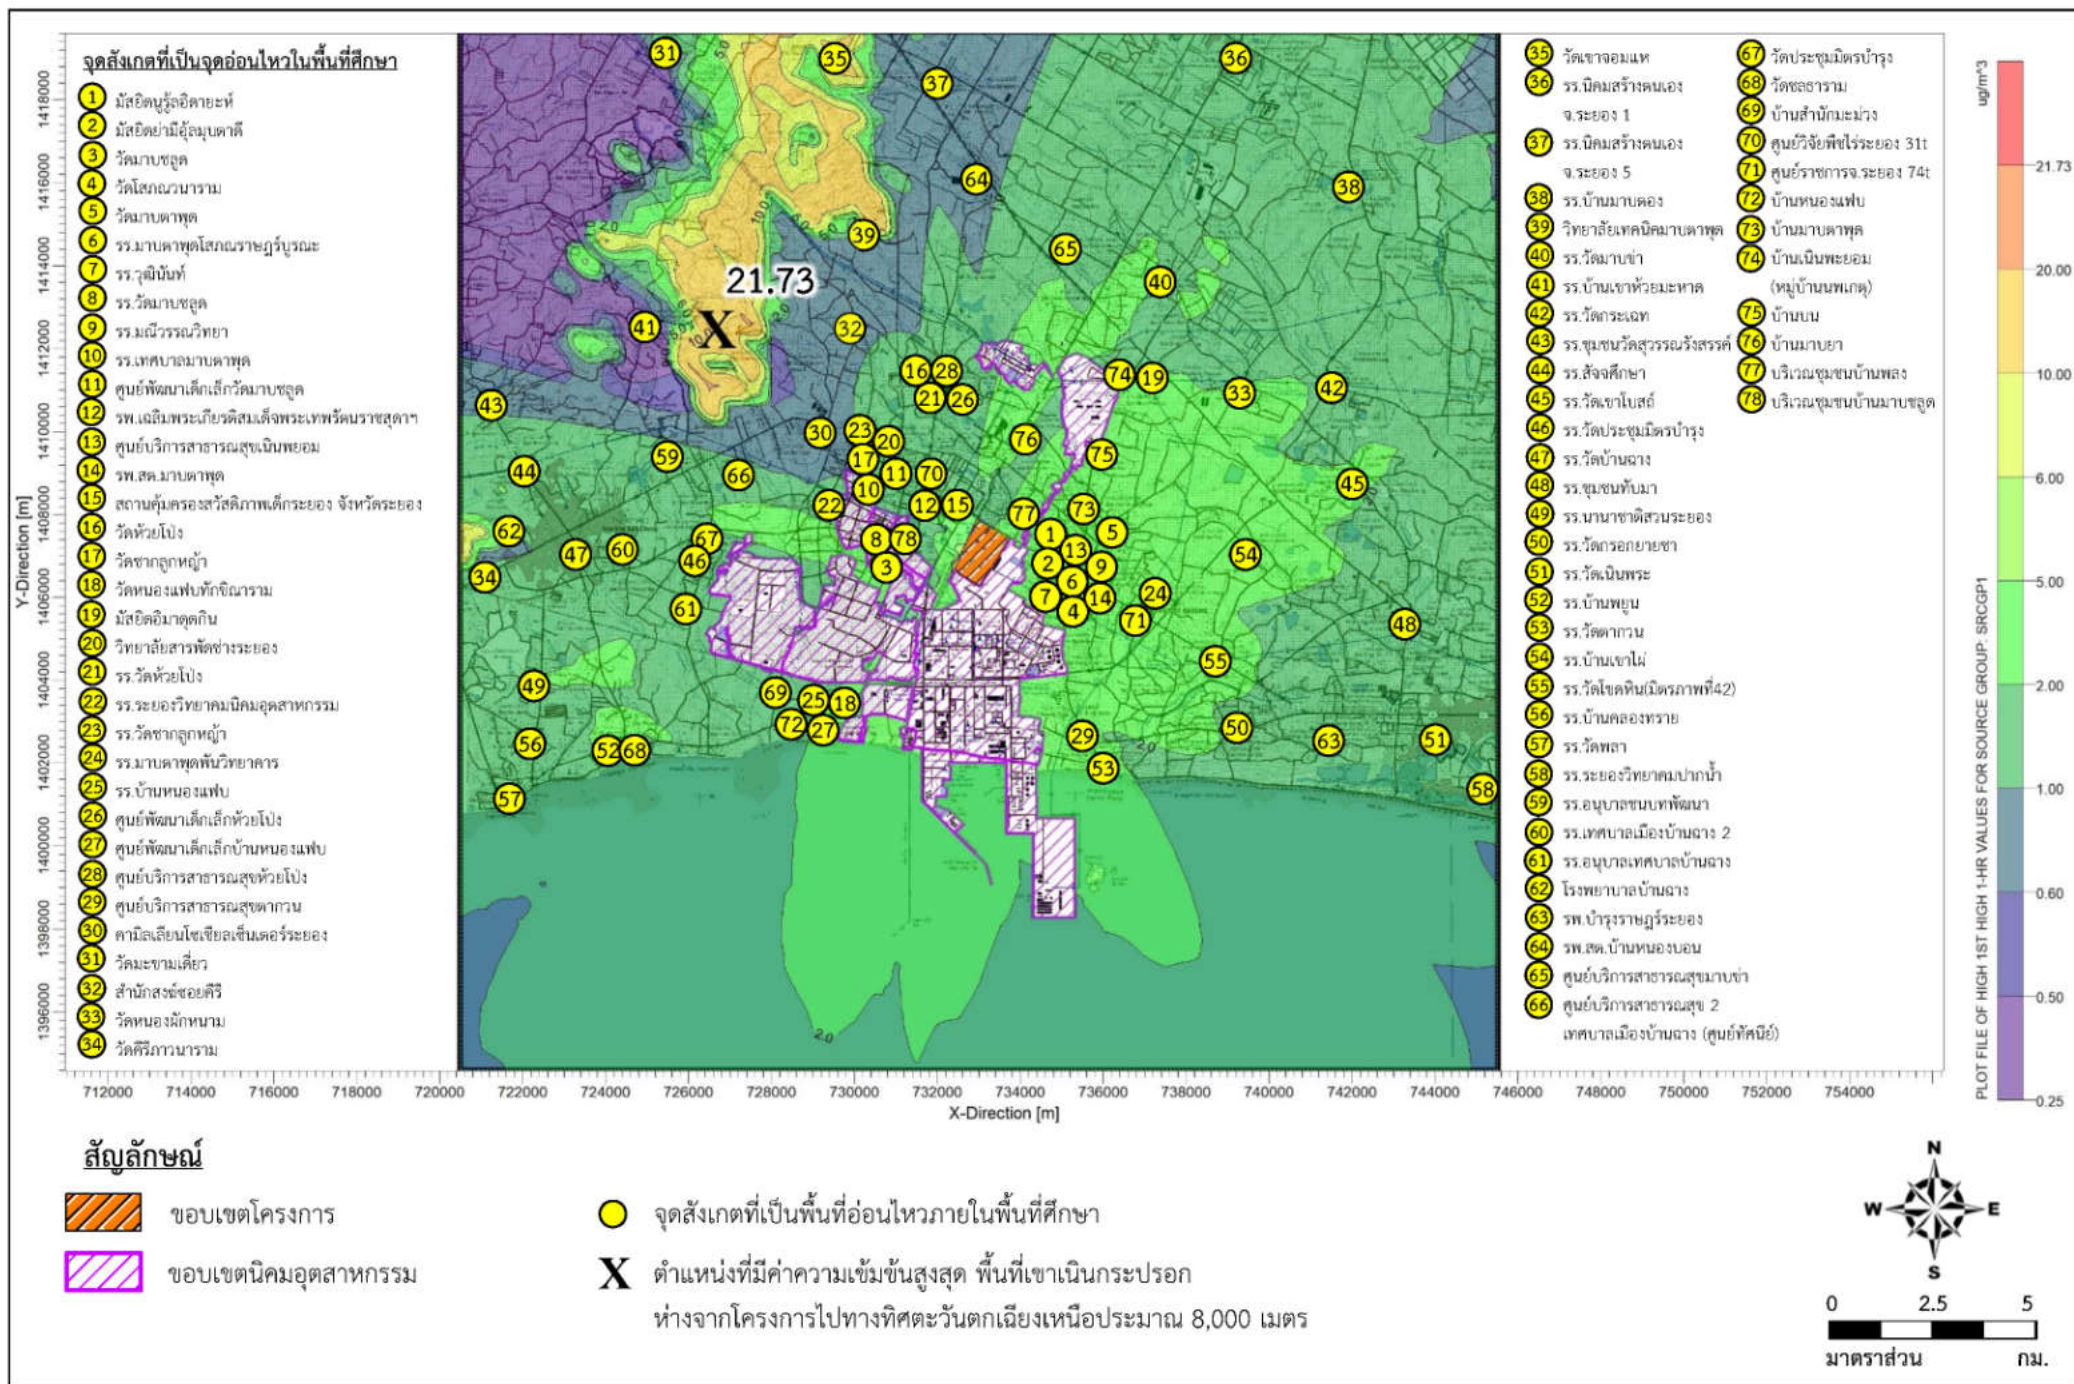 จุดสังเกตที่เป็นจุดอ่อนไหวในพื้นที่ศึกษา
1 มัสยิดนูรู้ลฮิดายะห์
2 มัสยิดย่ามีอุ้ลมุบตาดี
3 วัดมาบชลูด
4 วัดโสภณวนาราม
5 วัดมาบตาพุด
6 รร.มาบตาพุดโสภณราษฎร์บูรณะ
7 รร.วุฒินันท์
8 รร.วัดมาบชลูด
9 รร.มณีวรรณวิทยา
10 รร.เทศบาลมาบตาพุด
11 ศูนย์พัฒนาเด็กเล็กวัดมาบชลูด
12 รพ.เฉลิมพระเกียรติสมเด็จพระเทพรัตนราชสุดาฯ
13 ศูนย์บริการสาธารณสุขเนินพยอม
14 รพ.สต.มาบตาพุด
15 สถานคุ้มครองสวัสดิภาพเด็กระยอง จังหวัดระยอง
16 วัดห้วยโป่ง
17 วัดชากลูกหญ้า
18 วัดหนองแฟบทักขิณาราม
19 มัสยิดอิมาดุดกิน
20 วิทยาลัยสารพัดช่างระยอง
21 รร.วัดห้วยโป่ง
22 รร.ระยองวิทยาคมนิคมอุตสาหกรรม
23 รร.วัดชากลูกหญ้า
24 รร.มาบตาพุดพันวิทยาคาร
25 รร.บ้านหนองแฟบ
26 ศูนย์พัฒนาเด็กเล็กห้วยโป่ง
27 ศูนย์พัฒนาเด็กเล็กบ้านหนองแฟบ
28 ศูนย์บริการสาธารณสุขห้วยโป่ง
29 ศูนย์บริการสาธารณสุขตากวน
30 คามิลเลียนโซเชียลเซ็นเตอร์ระยอง
31 วัดมะขามเดี่ยว
32 สำนักสงฆ์ซอยคีรี
33 วัดหนองผักหนาม
34 วัดคีรีภาวนาราม
21.73
X
35 วัดเขาจอมแห
36 รร.นิคมสร้างตนเอง
จ.ระยอง 1
37 รร.นิคมสร้างตนเอง
จ.ระยอง 5
38 รร.บ้านมาบตอง
39 วิทยาลัยเทคนิคมาบตาพุด
40 รร.วัดมาบข่า
41 รร.บ้านเขาห้วยมะหาด
42 รร.วัดกระเฉท
43 รร.ชุมชนวัดสุวรรณรังสรรค์
44 รร.สัจจศึกษา
45 รร.วัดเขาโบสถ์
46 รร.วัดประชุมมิตรบำรุง
47 รร.วัดบ้านฉาง
48 รร.ชุมชนทับมา
49 รร.นานาชาติสวนระยอง
50 รร.วัดกรอกยายชา
51 รร.วัดเนินพระ
52 รร.บ้านพยูน
53 รร.วัดตากวน
54 รร.บ้านเขาไผ่
55 รร.วัดโขดหิน(มิตรภาพที่42)
56 รร.บ้านคลองทราย
57 รร.วัดพลา
58 รร.ระยองวิทยาคมปากน้ำ
59 รร.อนุบาลชนบทพัฒนา
60 รร.เทศบาลเมืองบ้านฉาง 2
61 รร.อนุบาลเทศบาลบ้านฉาง
62 โรงพยาบาลบ้านฉาง
63 รพ.บำรุงราษฎร์ระยอง
64 รพ.สต.บ้านหนองบอน
65 ศูนย์บริการสาธารณสุขมาบข่า
66 ศูนย์บริการสาธารณสุข 2
เทศบาลเมืองบ้านฉาง (ศูนย์ทัศนีย์)
67 วัดประชุมมิตรบำรุง
68 วัดชลธาราม
69 บ้านสำนักมะม่วง
70 ศูนย์วิจัยพืชไร่ระยอง 31t
71 ศูนย์ราชการจ.ระยอง 74t
72 บ้านหนองแฟบ
73 บ้านมาบตาพุด
74 บ้านเนินพะยอม
(หมู่บ้านนพเกตุ)
75 บ้านบน
76 บ้านมาบยา
77 บริเวณชุมชนบ้านพลง
78 บริเวณชุมชนบ้านมาบชลูด
ug/m^3
21.73
20.00
10.00
6.00
5.00
2.00
1.00
0.60
0.50
0.25
PLOT FILE OF HIGH 1ST HIGH 1-HR VALUES FOR SOURCE GROUP: SRCGP1
Y-Direction [m]
1418000
1416000
1414000
1412000
1410000
1408000
1406000
1404000
1402000
1400000
1398000
1396000
712000 714000 716000 718000 720000 722000 724000 726000 728000 730000 732000 734000 736000 738000 740000 742000 744000 746000 748000 750000 752000 754000
X-Direction [m]
สัญลักษณ์
ขอบเขตโครงการ
ขอบเขตนิคมอุตสาหกรรม
จุดสังเกตที่เป็นพื้นที่อ่อนไหวภายในพื้นที่ศึกษา
X ตำแหน่งที่มีค่าความเข้มข้นสูงสุด พื้นที่เขาเนินกระปรอก
ห่างจากโครงการไปทางทิศตะวันตกเฉียงเหนือประมาณ 8,000 เมตร
N
W E
S
0 2.5 5
มาตราส่วน กม.